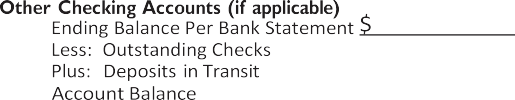 Other Checking Accounts (if applicable)
Ending Balance Per Bank Statement $
Less: Outstanding Checks
Plus: Deposits in Transit
Account Balance